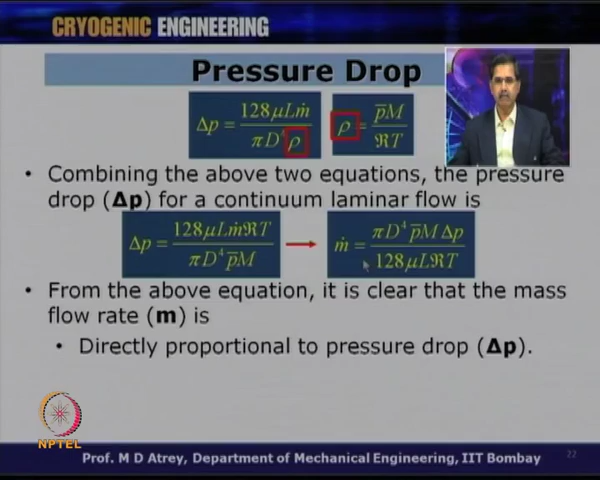 CRYOGENIC ENGINEERING
Pressure Drop
Δp = 128μLṁ / πD⁴ρ
ρ = p̄M / ℜT
• Combining the above two equations, the pressure
drop (Δp) for a continuum laminar flow is
Δp = 128μLṁℜT / πD⁴p̄M → ṁ = πD⁴p̄MΔp / 128μLℜT
• From the above equation, it is clear that the mass
flow rate (m) is
• Directly proportional to pressure drop (Δp).
NPTEL
Prof. M D Atrey, Department of Mechanical Engineering, IIT Bombay
22